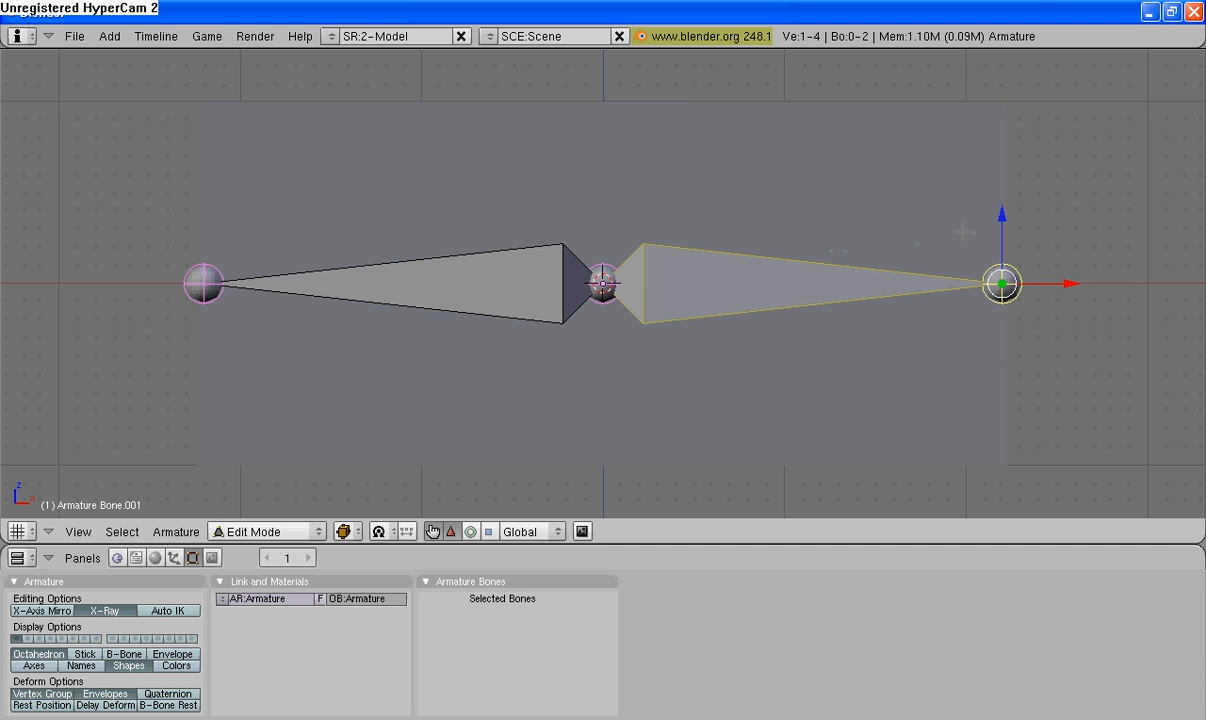 Unregistered HyperCam 2
File Add Timeline Game Render Help SR:2-Model SCE:Scene www.blender.org 248.1 Ve:1-4 | Bo:0-2 | Mem:1.10M (0.09M) Armature
z
x
(1) Armature Bone.001
View Select Armature Edit Mode Global
Panels 1
Armature Link and Materials Armature Bones
Editing Options AR:Armature F OB:Armature Selected Bones
X-Axis Mirro X-Ray Auto IK
Display Options
Octahedron Stick B-Bone Envelope
Axes Names Shapes Colors
Deform Options
Vertex Group Envelopes Quaternion
Rest Position Delay Deform B-Bone Rest